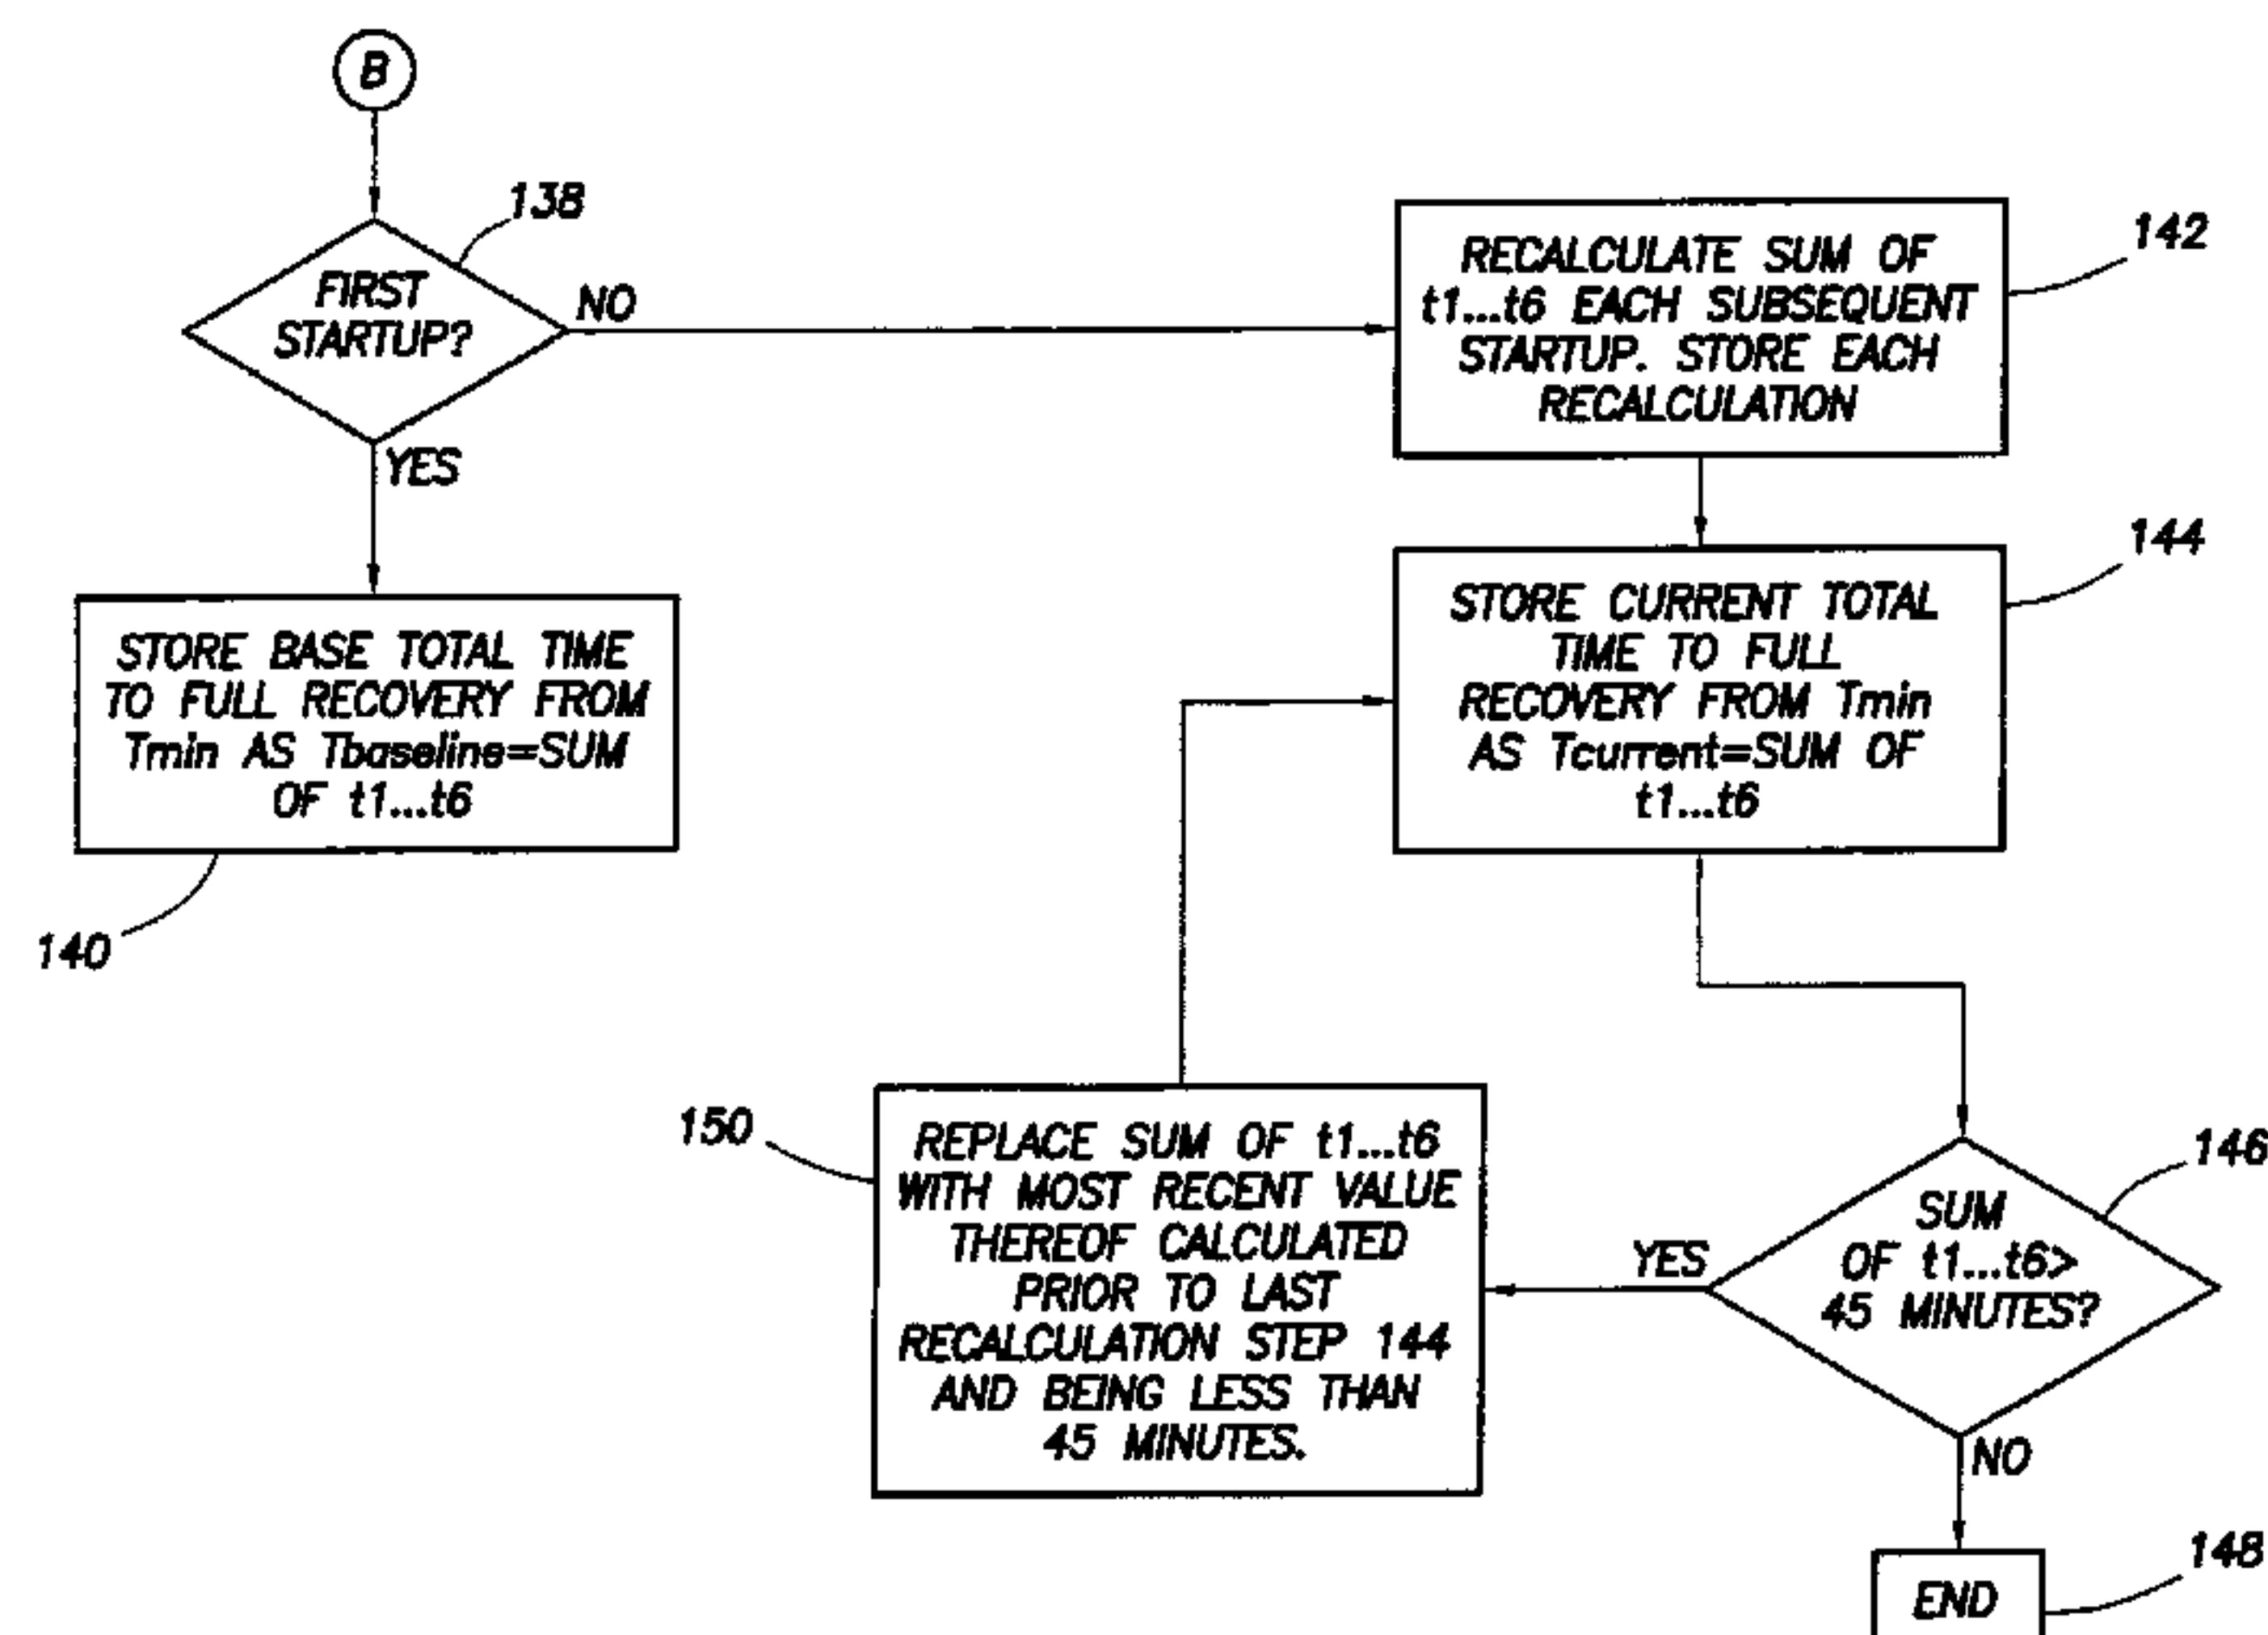 B
138
FIRST
STARTUP?
NO
YES
142
RECALCULATE SUM OF
t1...t6 EACH SUBSEQUENT
STARTUP. STORE EACH
RECALCULATION
144
STORE CURRENT TOTAL
TIME TO FULL
RECOVERY FROM Tmin
AS Tcurrent=SUM OF
t1...t6
STORE BASE TOTAL TIME
TO FULL RECOVERY FROM
Tmin AS Tbaseline=SUM
OF t1...t6
140
150
REPLACE SUM OF t1...t6
WITH MOST RECENT VALUE
THEREOF CALCULATED
PRIOR TO LAST
RECALCULATION STEP 144
AND BEING LESS THAN
45 MINUTES.
146
SUM
OF t1...t6>
45 MINUTES?
YES
NO
148
END